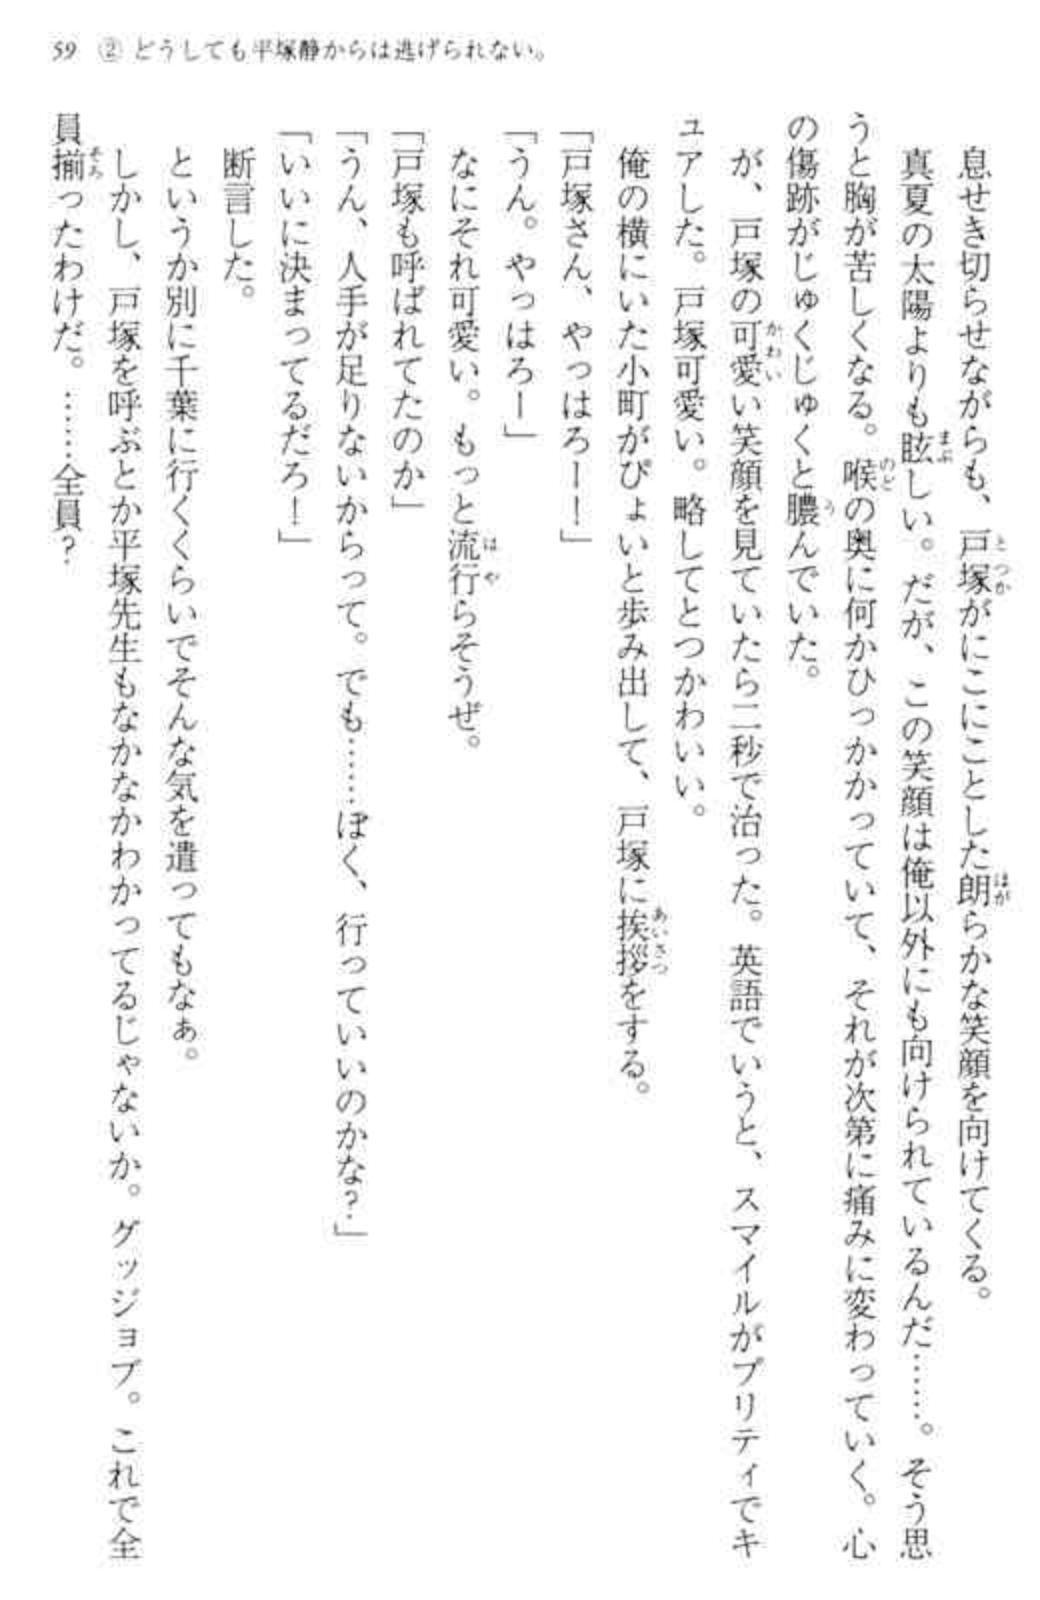 59 ② どうしても平塚静からは逃げられない。
息せき切らせながらも、戸塚がにこにことした朗らかな笑顔を向けてくる。
真夏の太陽よりも眩しい。だが、この笑顔は俺以外にも向けられているんだ……。そう思
うと胸が苦しくなる。喉の奥に何かひっかかっていて、それが次第に痛みに変わっていく。心
の傷跡がじゅくじゅくと膿んでいた。
が、戸塚の可愛い笑顔を見ていたら二秒で治った。英語でいうと、スマイルがプリティでキ
ュアした。戸塚可愛い。略してとつかわいい。
俺の横にいた小町がぴょいと歩み出して、戸塚に挨拶をする。
「戸塚さん、やっはろー！」
「うん。やっはろー」
なにそれ可愛い。もっと流行らそうぜ。
「戸塚も呼ばれてたのか」
「うん、人手が足りないからって。でも……ぼく、行っていいのかな？」
「いいに決まってるだろ！」
断言した。
というか別に千葉に行くくらいでそんな気を遣ってもなぁ。
しかし、戸塚を呼ぶとか平塚先生もなかなかわかってるじゃないか。グッジョブ。これで全
員揃ったわけだ。……全員？